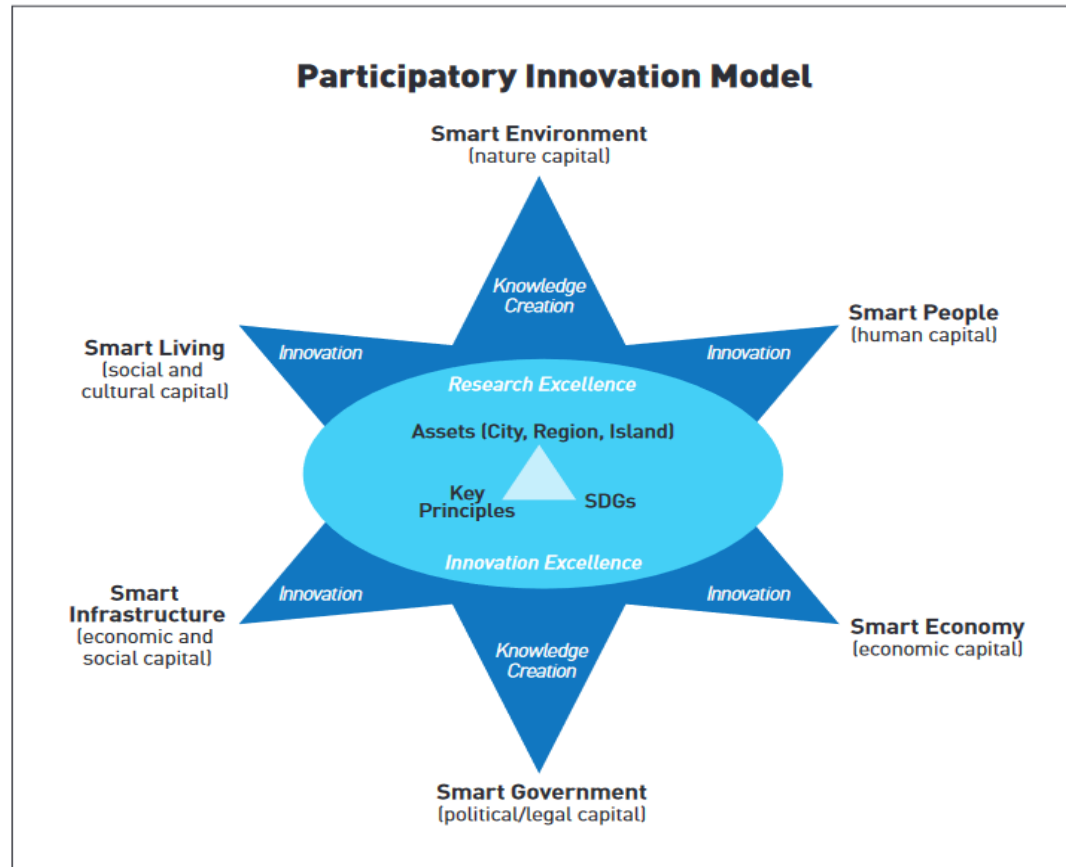 Participatory Innovation Model
Smart Environment
(nature capital)
Knowledge
Creation
Smart People
(human capital)
Smart Living
(social and
cultural capital)
Innovation
Innovation
Research Excellence
Assets (City, Region, Island)
Key
Principles
SDGs
Innovation Excellence
Smart
Infrastructure
(economic and
social capital)
Innovation
Innovation
Smart Economy
(economic capital)
Knowledge
Creation
Smart Government
(political/legal capital)